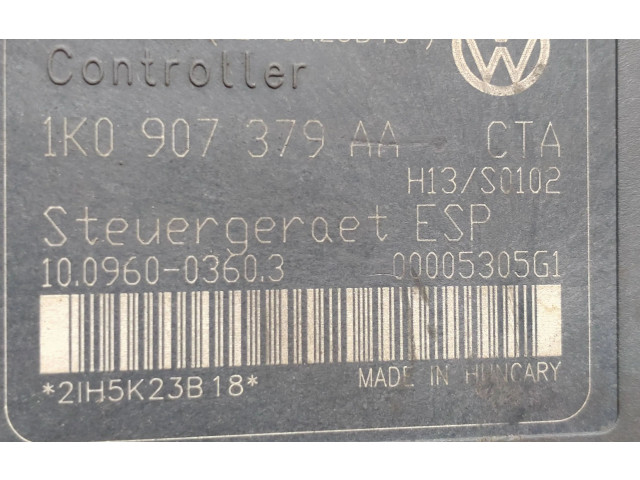 Controller
1K0 907 379 AA CTA
H13/S0102
Steuergeraet ESP
10.0960-0360.3 00005305G1
*2IH5K23B18*
MADE IN HUNGARY